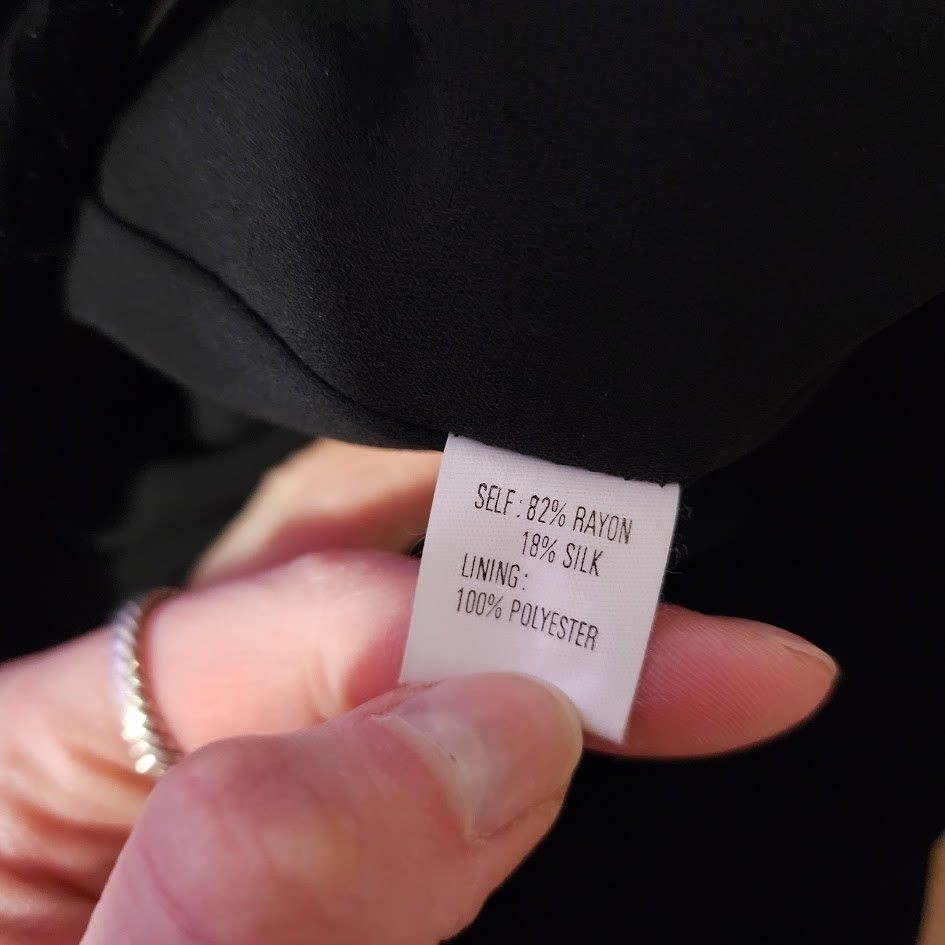 SELF: 82% RAYON
18% SILK
LINING:
100% POLYESTER